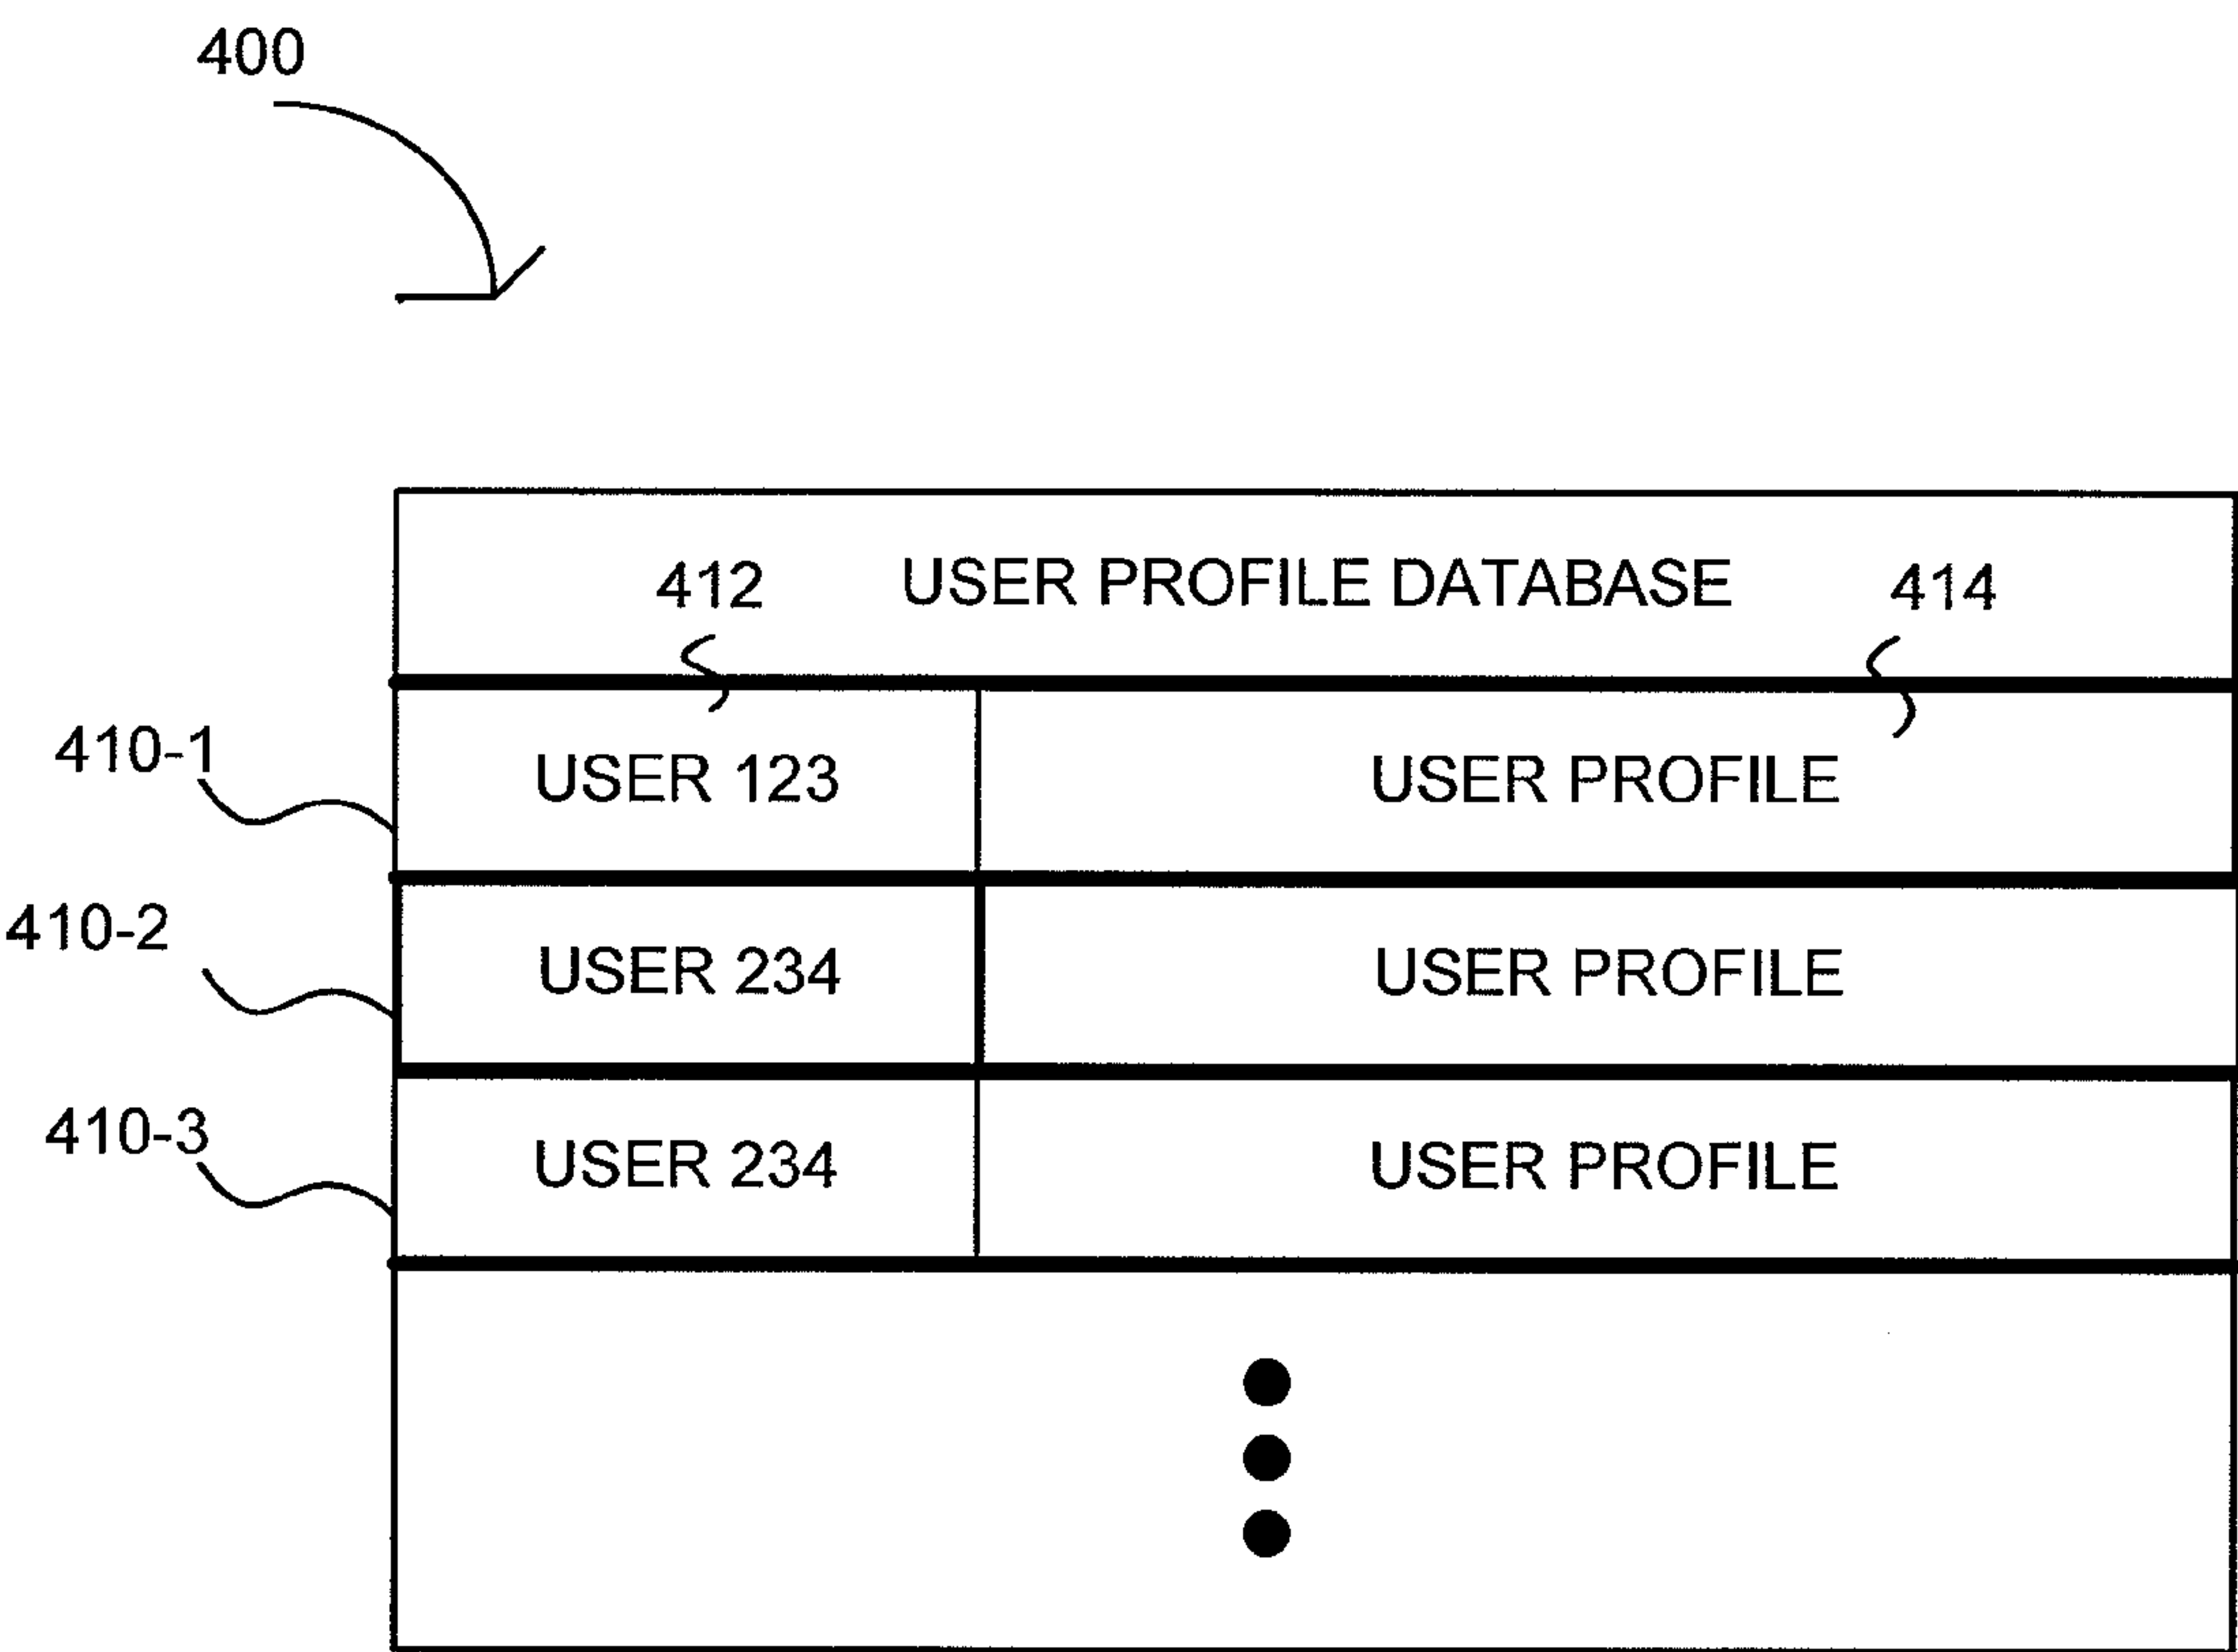 400
412 USER PROFILE DATABASE 414
410-1 USER 123 USER PROFILE
410-2 USER 234 USER PROFILE
410-3 USER 234 USER PROFILE